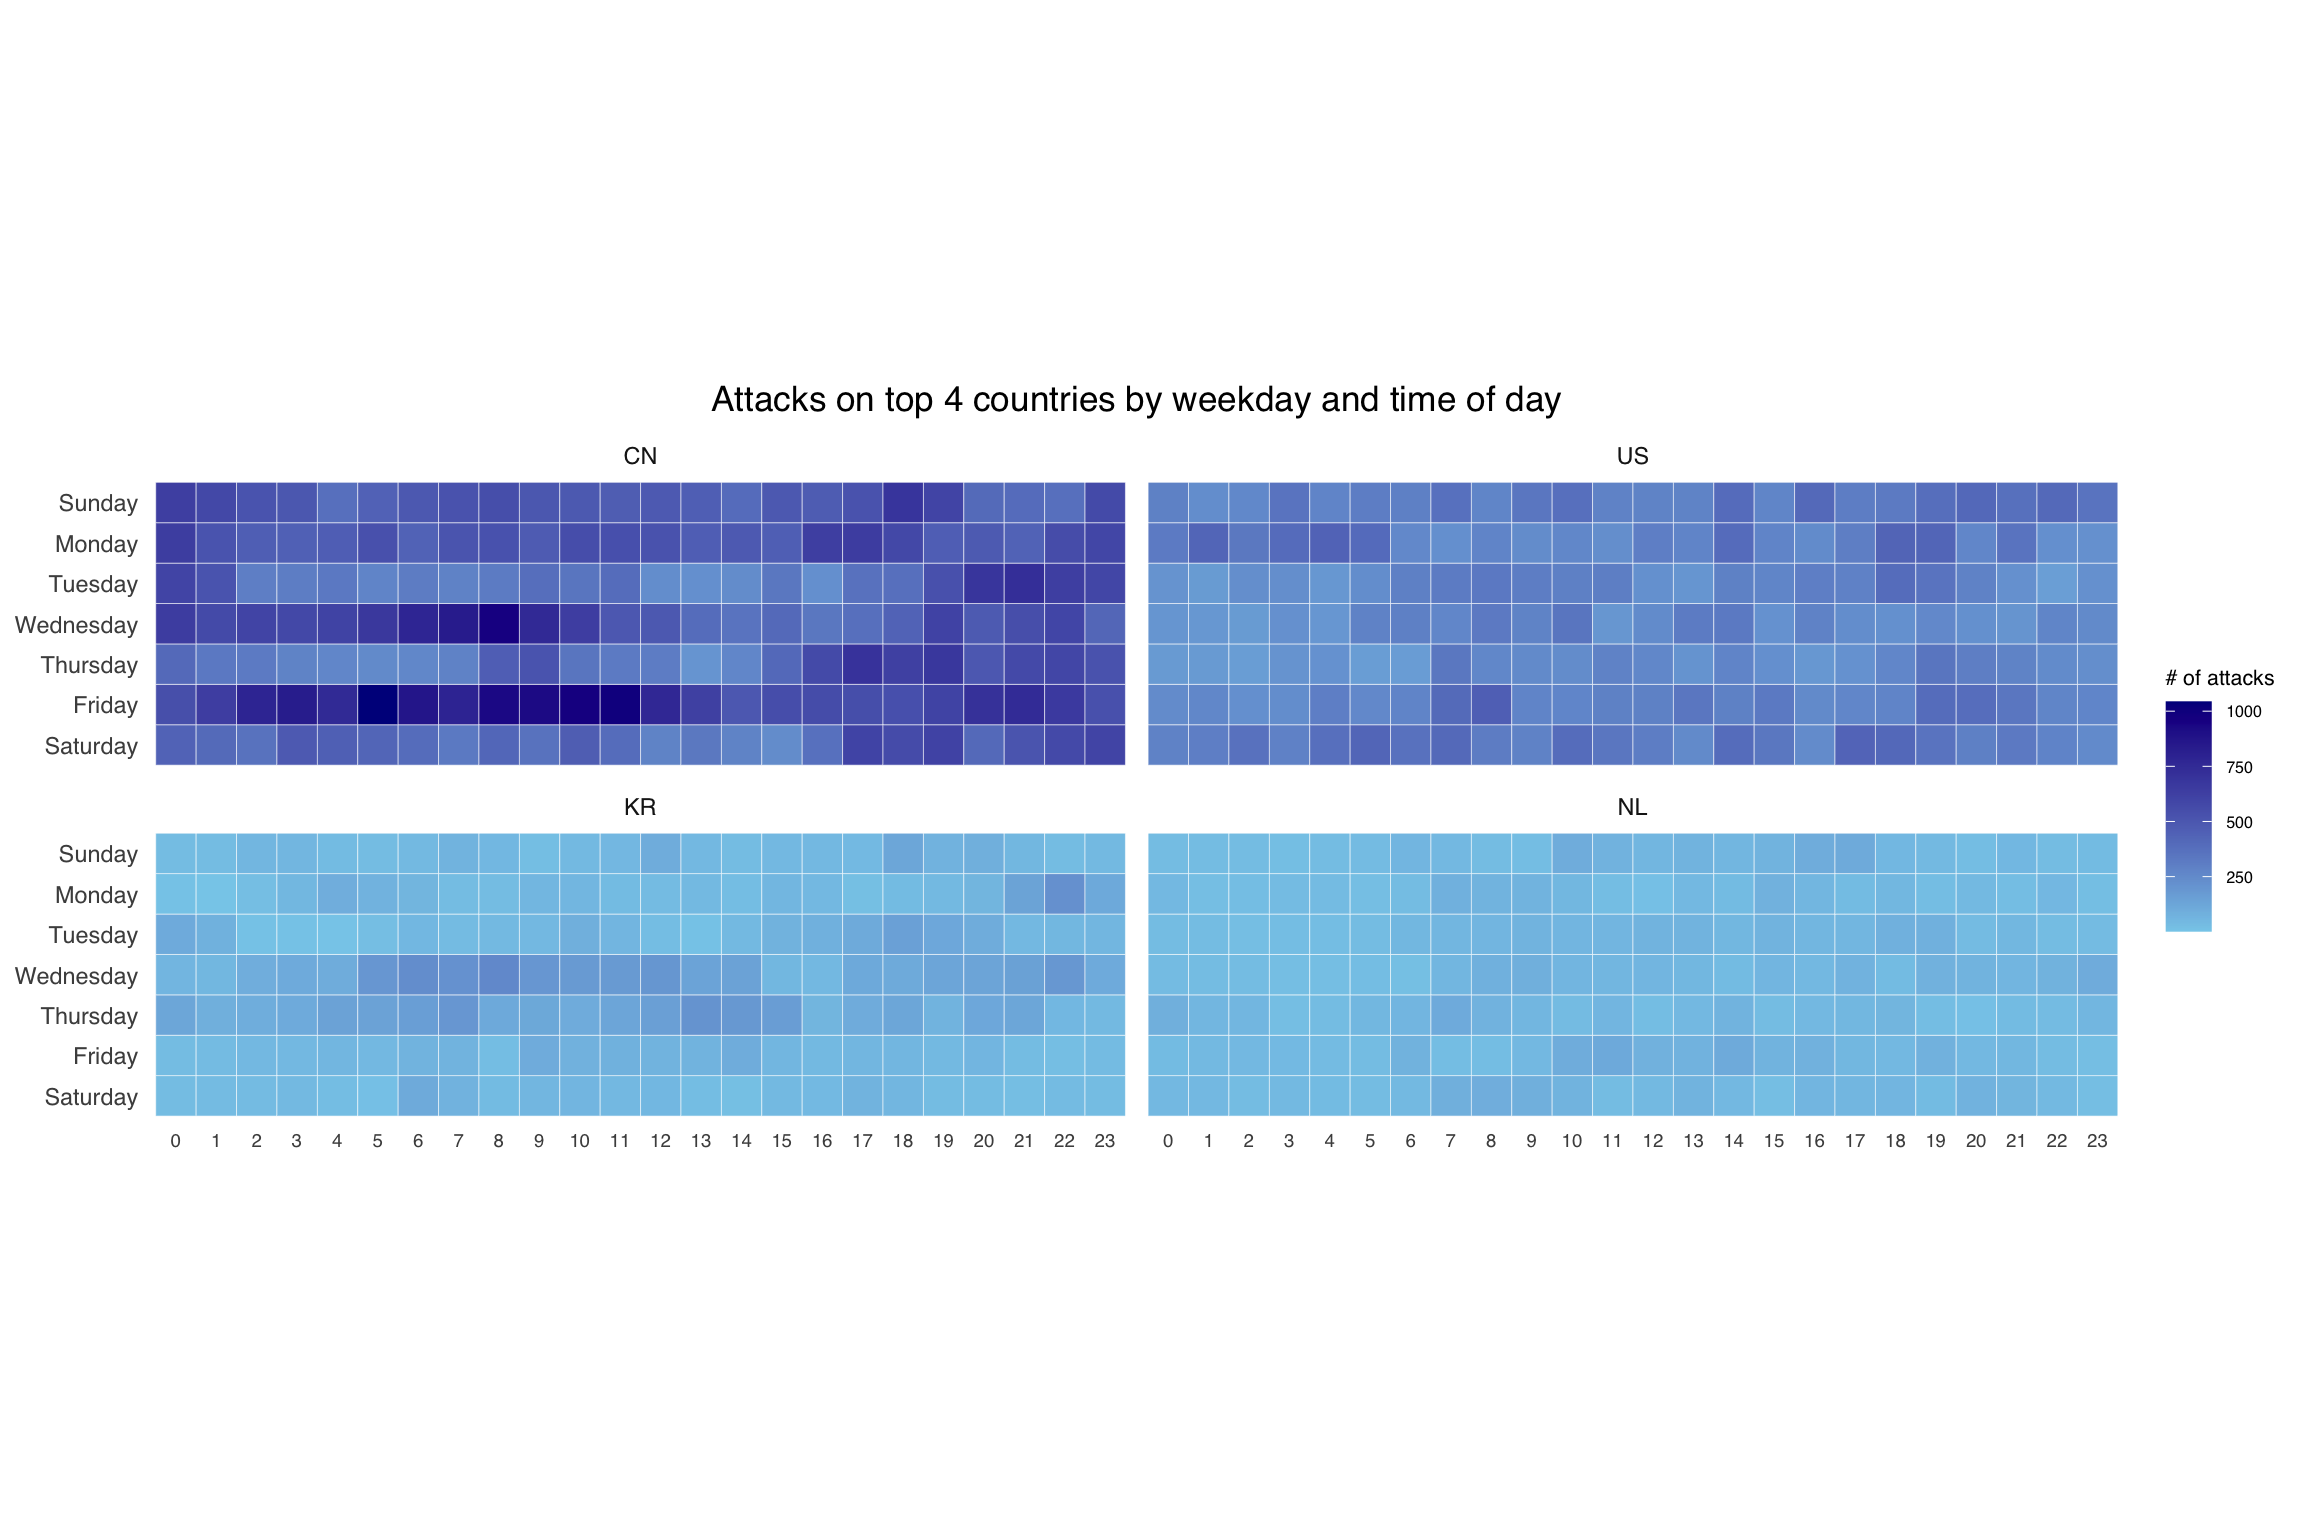 Attacks on top 4 countries by weekday and time of day
CN
US
Sunday
Monday
Tuesday
Wednesday
Thursday
Friday
Saturday
KR
NL
Sunday
Monday
Tuesday
Wednesday
Thursday
Friday
Saturday
0 1 2 3 4 5 6 7 8 9 10 11 12 13 14 15 16 17 18 19 20 21 22 23
0 1 2 3 4 5 6 7 8 9 10 11 12 13 14 15 16 17 18 19 20 21 22 23
# of attacks
1000
750
500
250